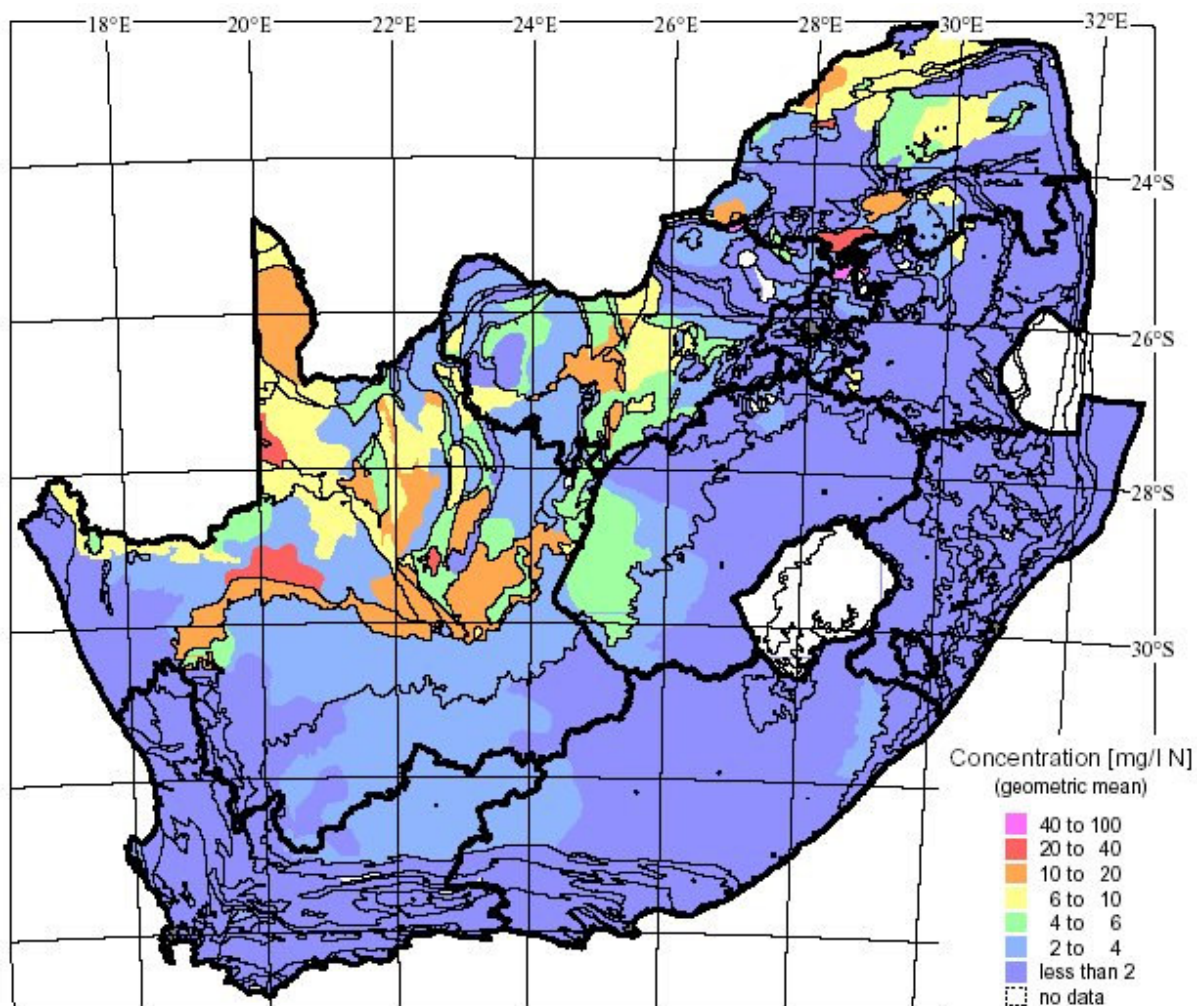 18°E 20°E 22°E 24°E 26°E 28°E 30°E 32°E
24°S
26°S
28°S
30°S
Concentration [mg/l N]
(geometric mean)
40 to 100
20 to 40
10 to 20
6 to 10
4 to 6
2 to 4
less than 2
no data